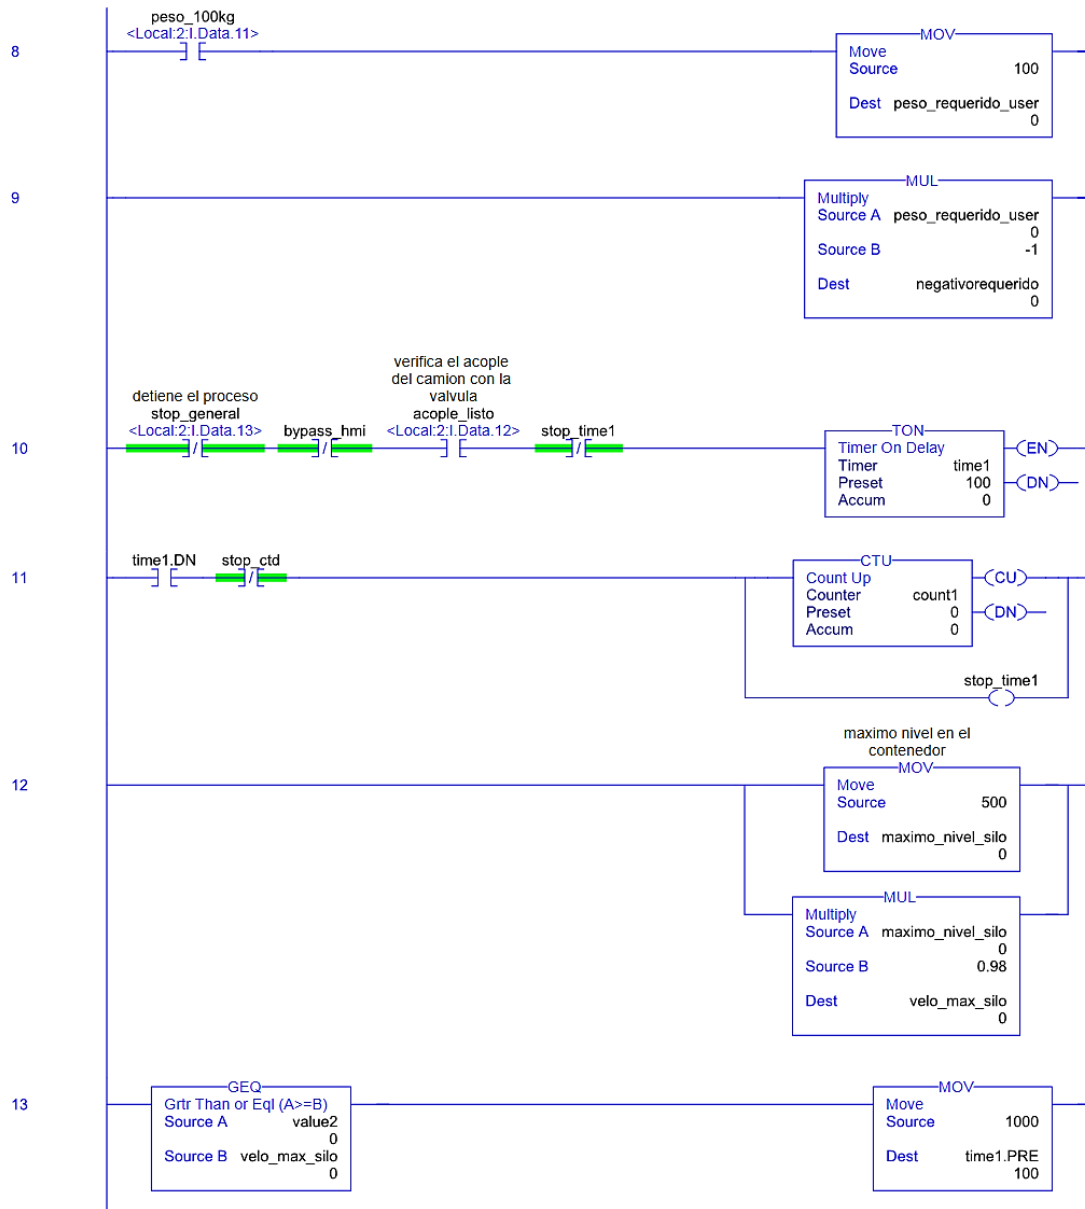 peso_100kg
<Local:2:I.Data.11>
8
MOV
Move
Source 100
Dest peso_requerido_user
0
9
MUL
Multiply
Source A peso_requerido_user
0
Source B -1
Dest negativorequerido
0
verifica el acople
del camion con la
valvula
detiene el proceso
stop_general
<Local:2:I.Data.13>
bypass_hmi
acople_listo
<Local:2:I.Data.12>
stop_time1
10
TON
Timer On Delay
Timer time1
Preset 100
Accum 0
EN
DN
11
time1.DN
stop_ctd
CTU
Count Up
Counter count1
Preset 0
Accum 0
CU
DN
stop_time1
maximo nivel en el
contenedor
12
MOV
Move
Source 500
Dest maximo_nivel_silo
0
MUL
Multiply
Source A maximo_nivel_silo
0
Source B 0.98
Dest velo_max_silo
0
13
GEQ
Grtr Than or Eql (A>=B)
Source A value2
0
Source B velo_max_silo
0
MOV
Move
Source 1000
Dest time1.PRE
100